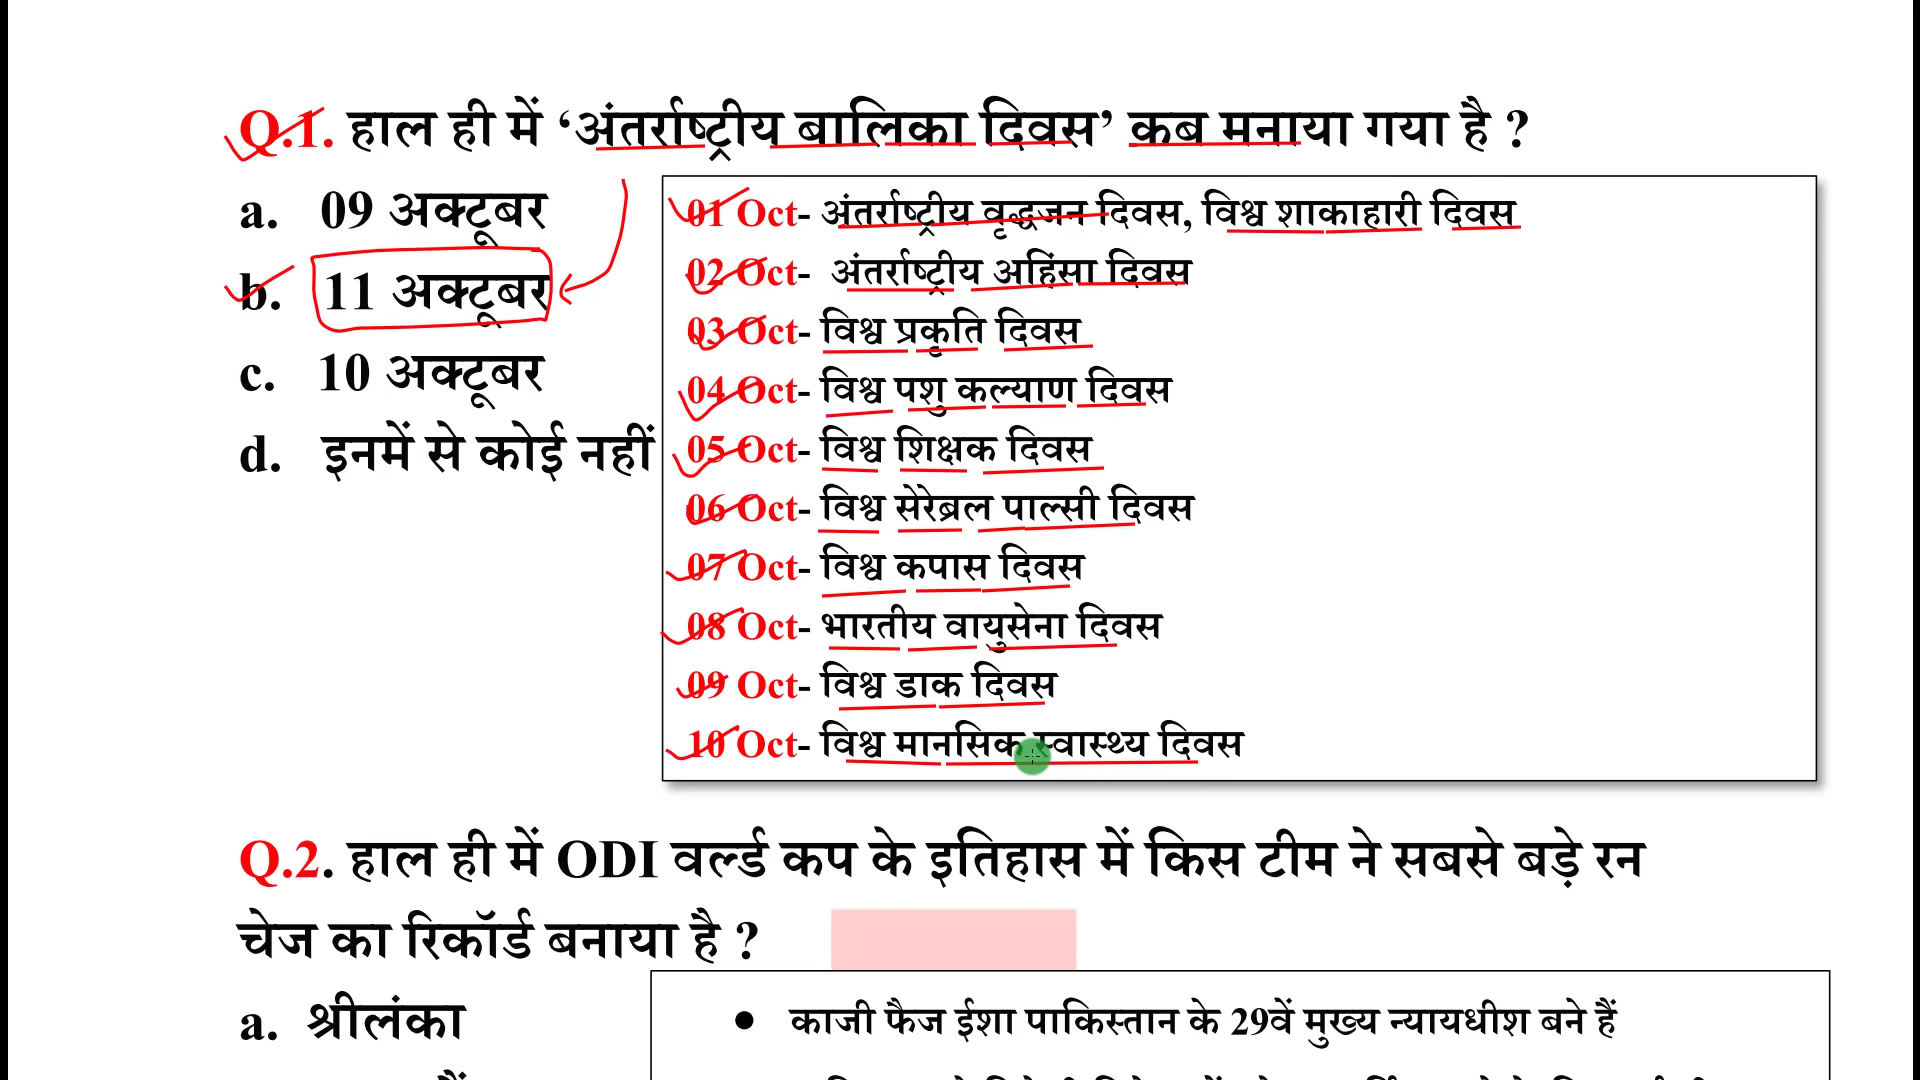 Q.1. हाल ही में ‘अंतर्राष्ट्रीय बालिका दिवस’ कब मनाया गया है ?
a. 09 अक्टूबर
b. 11 अक्टूबर
c. 10 अक्टूबर
d. इनमें से कोई नहीं
01 Oct- अंतर्राष्ट्रीय वृद्धजन दिवस, विश्व शाकाहारी दिवस
02 Oct- अंतर्राष्ट्रीय अहिंसा दिवस
03 Oct- विश्व प्रकृति दिवस
04 Oct- विश्व पशु कल्याण दिवस
05 Oct- विश्व शिक्षक दिवस
06 Oct- विश्व सेरेब्रल पाल्सी दिवस
07 Oct- विश्व कपास दिवस
08 Oct- भारतीय वायुसेना दिवस
09 Oct- विश्व डाक दिवस
10 Oct- विश्व मानसिक स्वास्थ्य दिवस
Q.2. हाल ही में ODI वर्ल्ड कप के इतिहास में किस टीम ने सबसे बड़े रन
चेज का रिकॉर्ड बनाया है ?
a. श्रीलंका
• काजी फैज ईशा पाकिस्तान के 29वें मुख्य न्यायधीश बने हैं